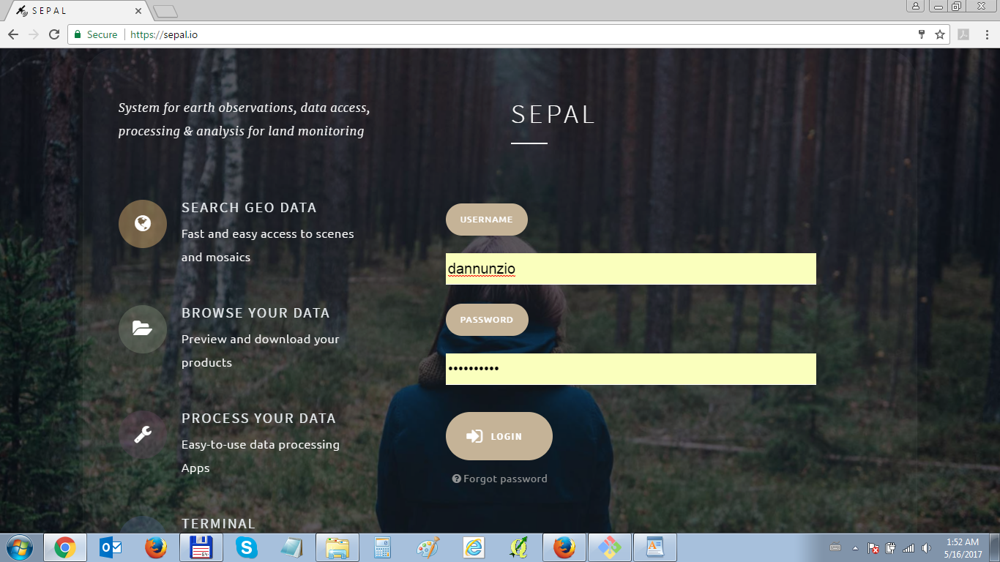 S E P A L
Secure
https://sepal.io
System for earth observations, data access,
processing & analysis for land monitoring
SEPAL
SEARCH GEO DATA
Fast and easy access to scenes
and mosaics
BROWSE YOUR DATA
Preview and download your
products
PROCESS YOUR DATA
Easy-to-use data processing
Apps
TERMINAL
USERNAME
dannunzio
PASSWORD
••••••••••
LOGIN
Forgot password
64
1:52 AM
5/16/2017